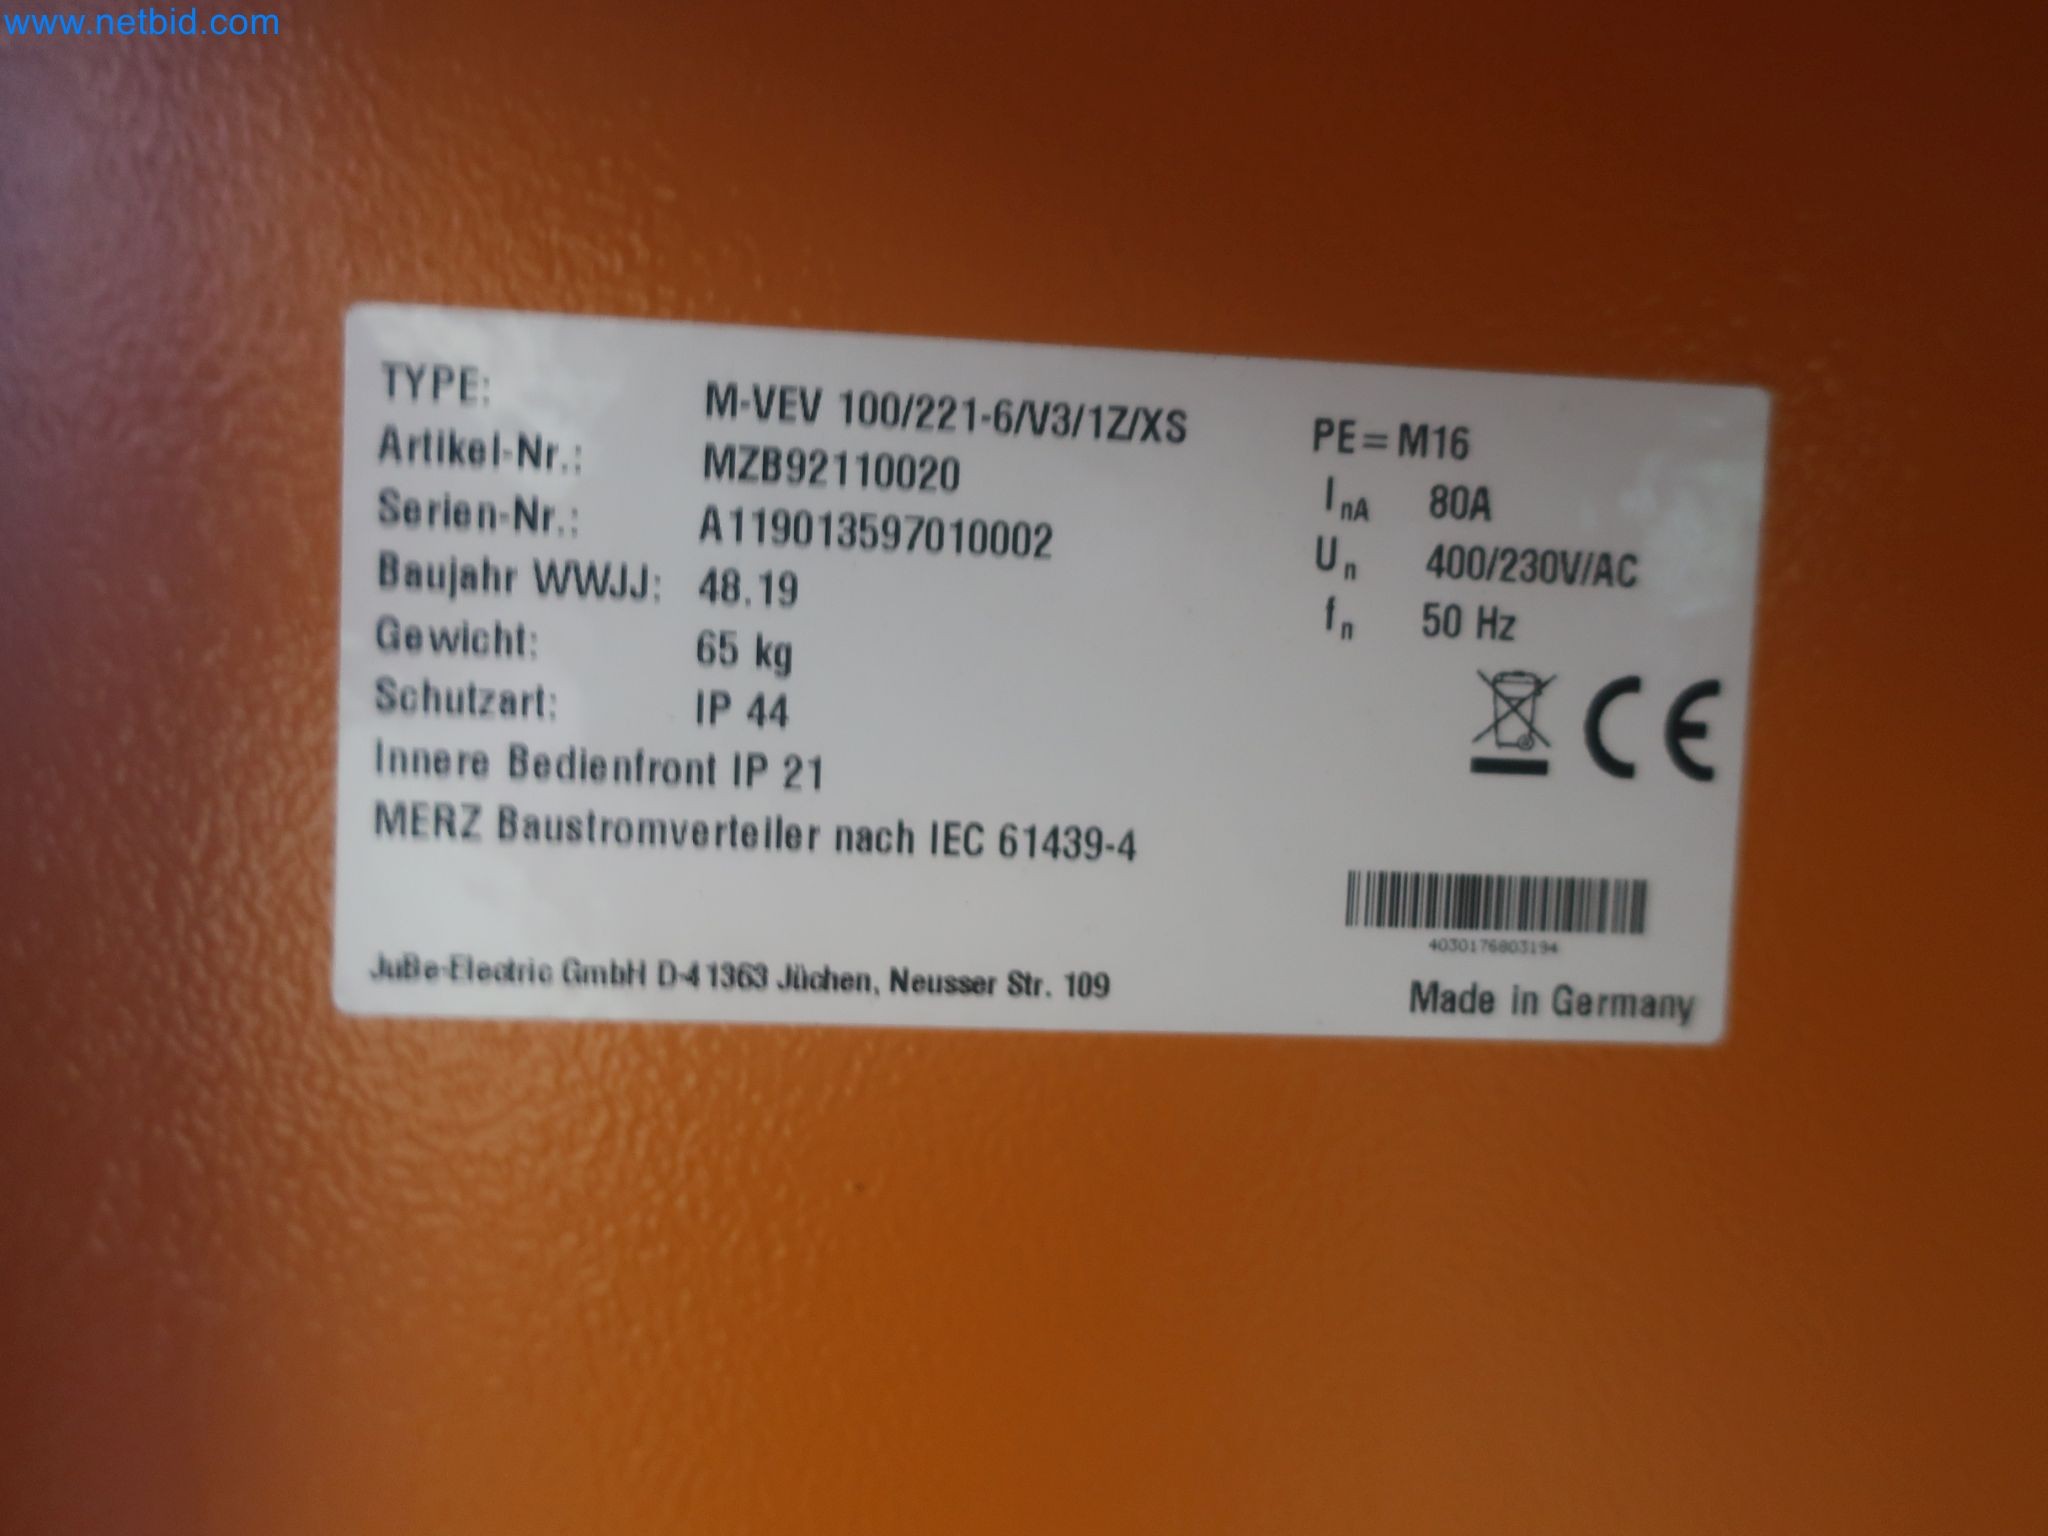 www.netbid.com
TYPE: M-VEV 100/221-6/V3/1Z/XS PE=M16
Artikel-Nr.: MZB92110020 InA 80A
Serien-Nr.: A119013597010002 Un 400/230V/AC
Baujahr WWJJ: 48.19 fn 50 Hz
Gewicht: 65 kg
Schutzart: IP 44
Innere Bedienfront IP 21
MERZ Baustromverteiler nach IEC 61439-4
CE
4030176803194
JuBe-Electric GmbH D-41363 Jüchen, Neusser Str. 109
Made in Germany